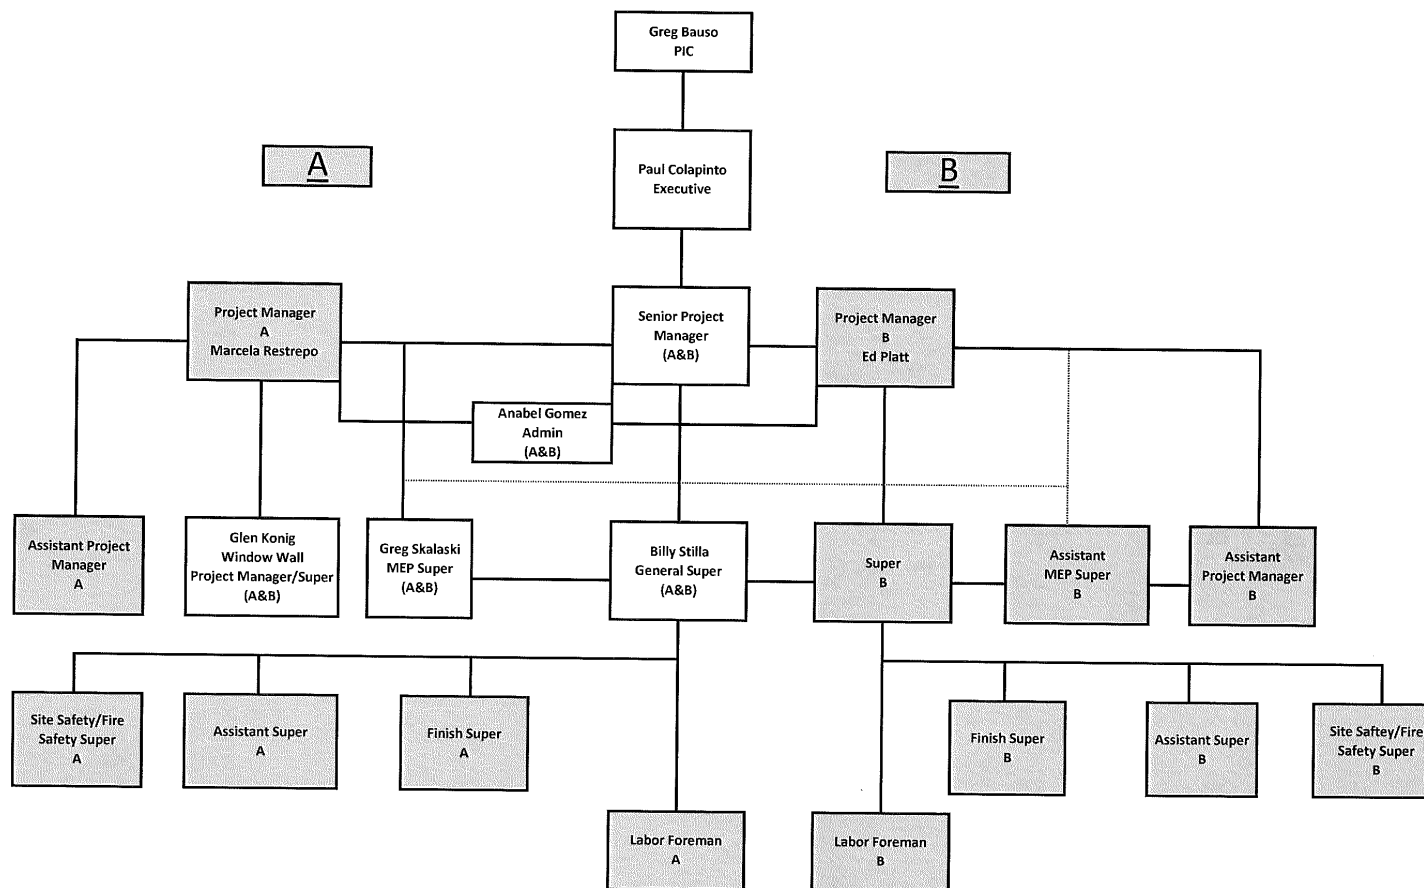 Greg Bauso
PIC
A
Paul Colapinto
Executive
B
Project Manager
A
Marcela Restrepo
Senior Project
Manager
(A&B)
Project Manager
B
Ed Platt
Anabel Gomez
Admin
(A&B)
Assistant Project
Manager
A
Glen Konig
Window Wall
Project Manager/Super
(A&B)
Greg Skalaski
MEP Super
(A&B)
Billy Stilla
General Super
(A&B)
Super
B
Assistant
MEP Super
B
Assistant
Project Manager
B
Site Safety/Fire
Safety Super
A
Assistant Super
A
Finish Super
A
Finish Super
B
Assistant Super
B
Site Saftey/Fire
Safety Super
B
Labor Foreman
A
Labor Foreman
B